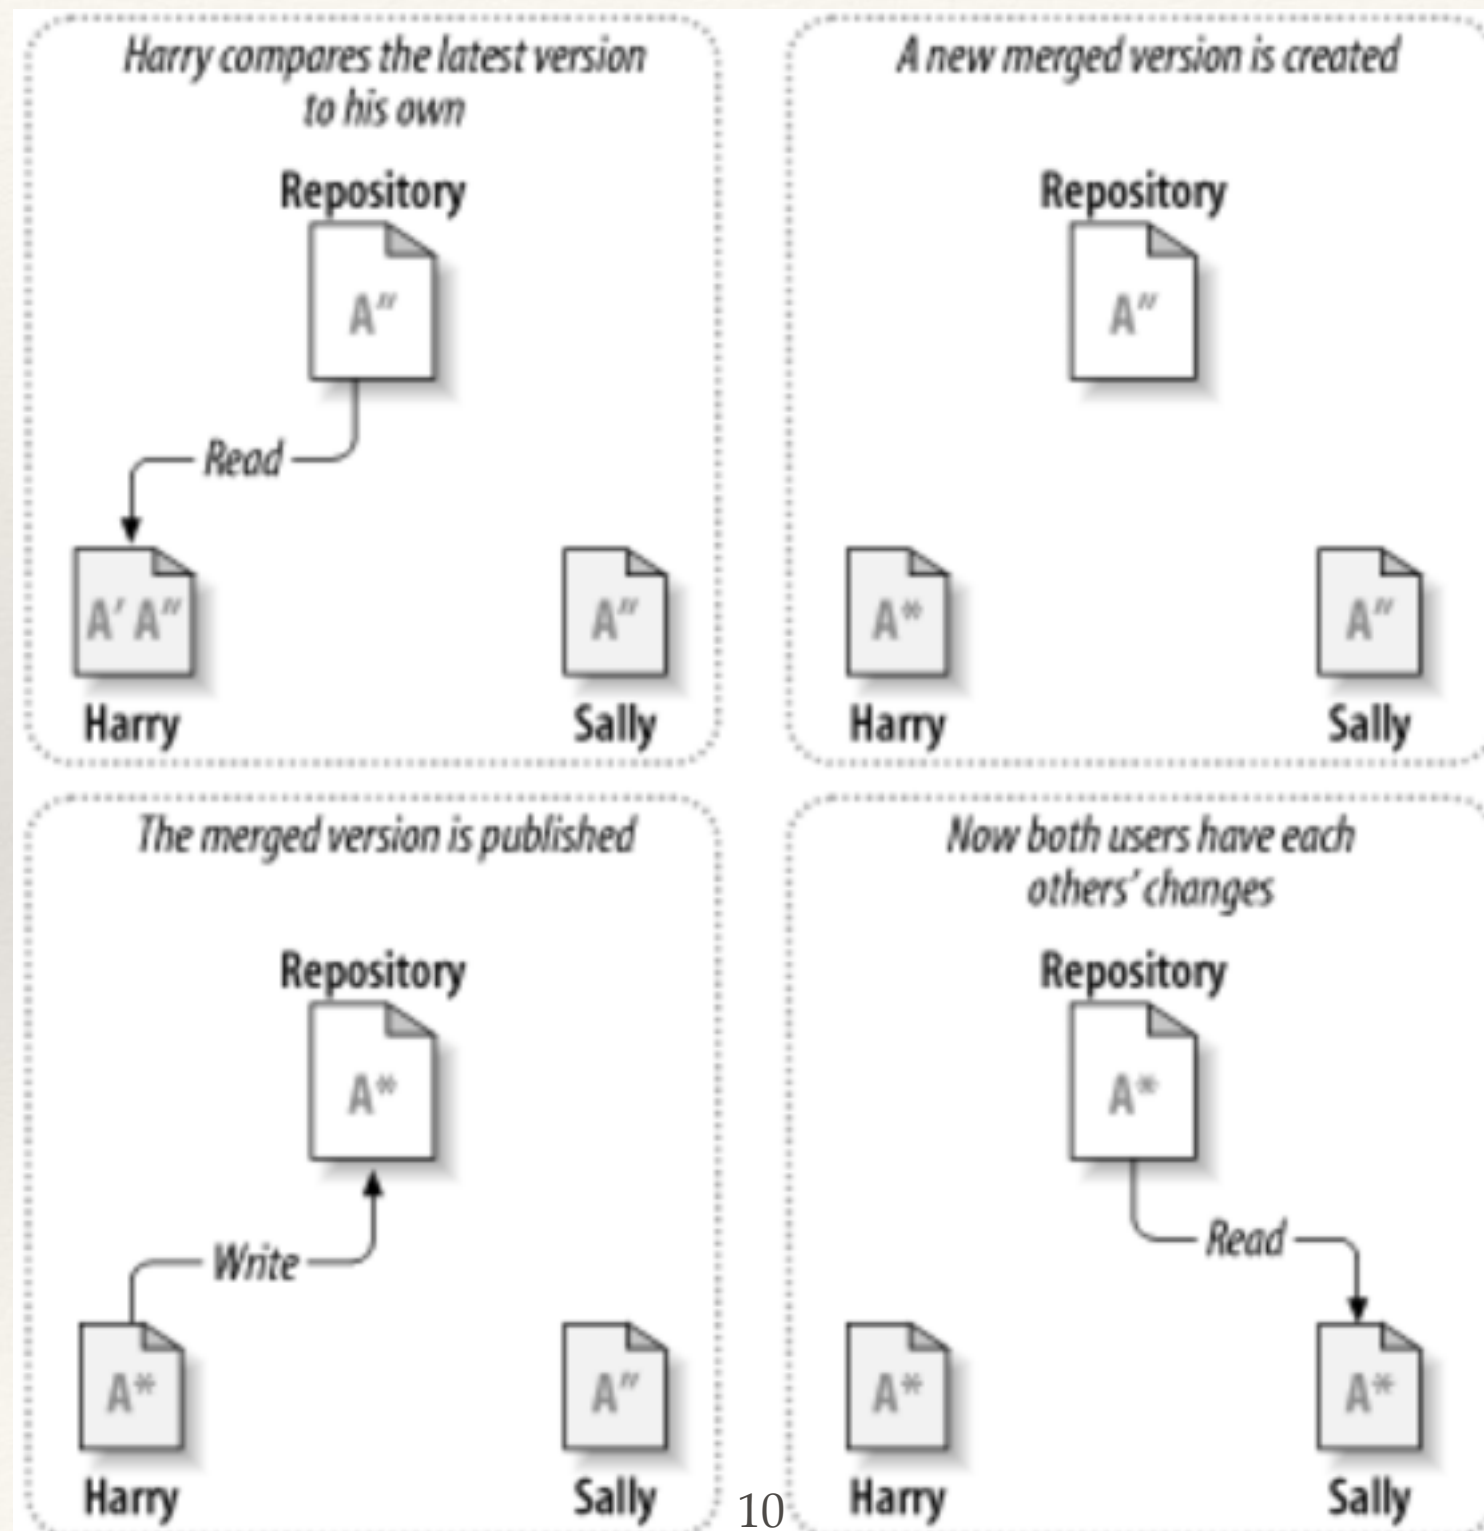 Harry compares the latest version
to his own
Repository
A″
Read
A′ A″
A″
Harry
Sally
A new merged version is created
Repository
A″
A*
A″
Harry
Sally
The merged version is published
Repository
A*
Write
A*
A″
Harry
Sally
Now both users have each
others’ changes
Repository
A*
Read
A*
A*
Harry
Sally
10